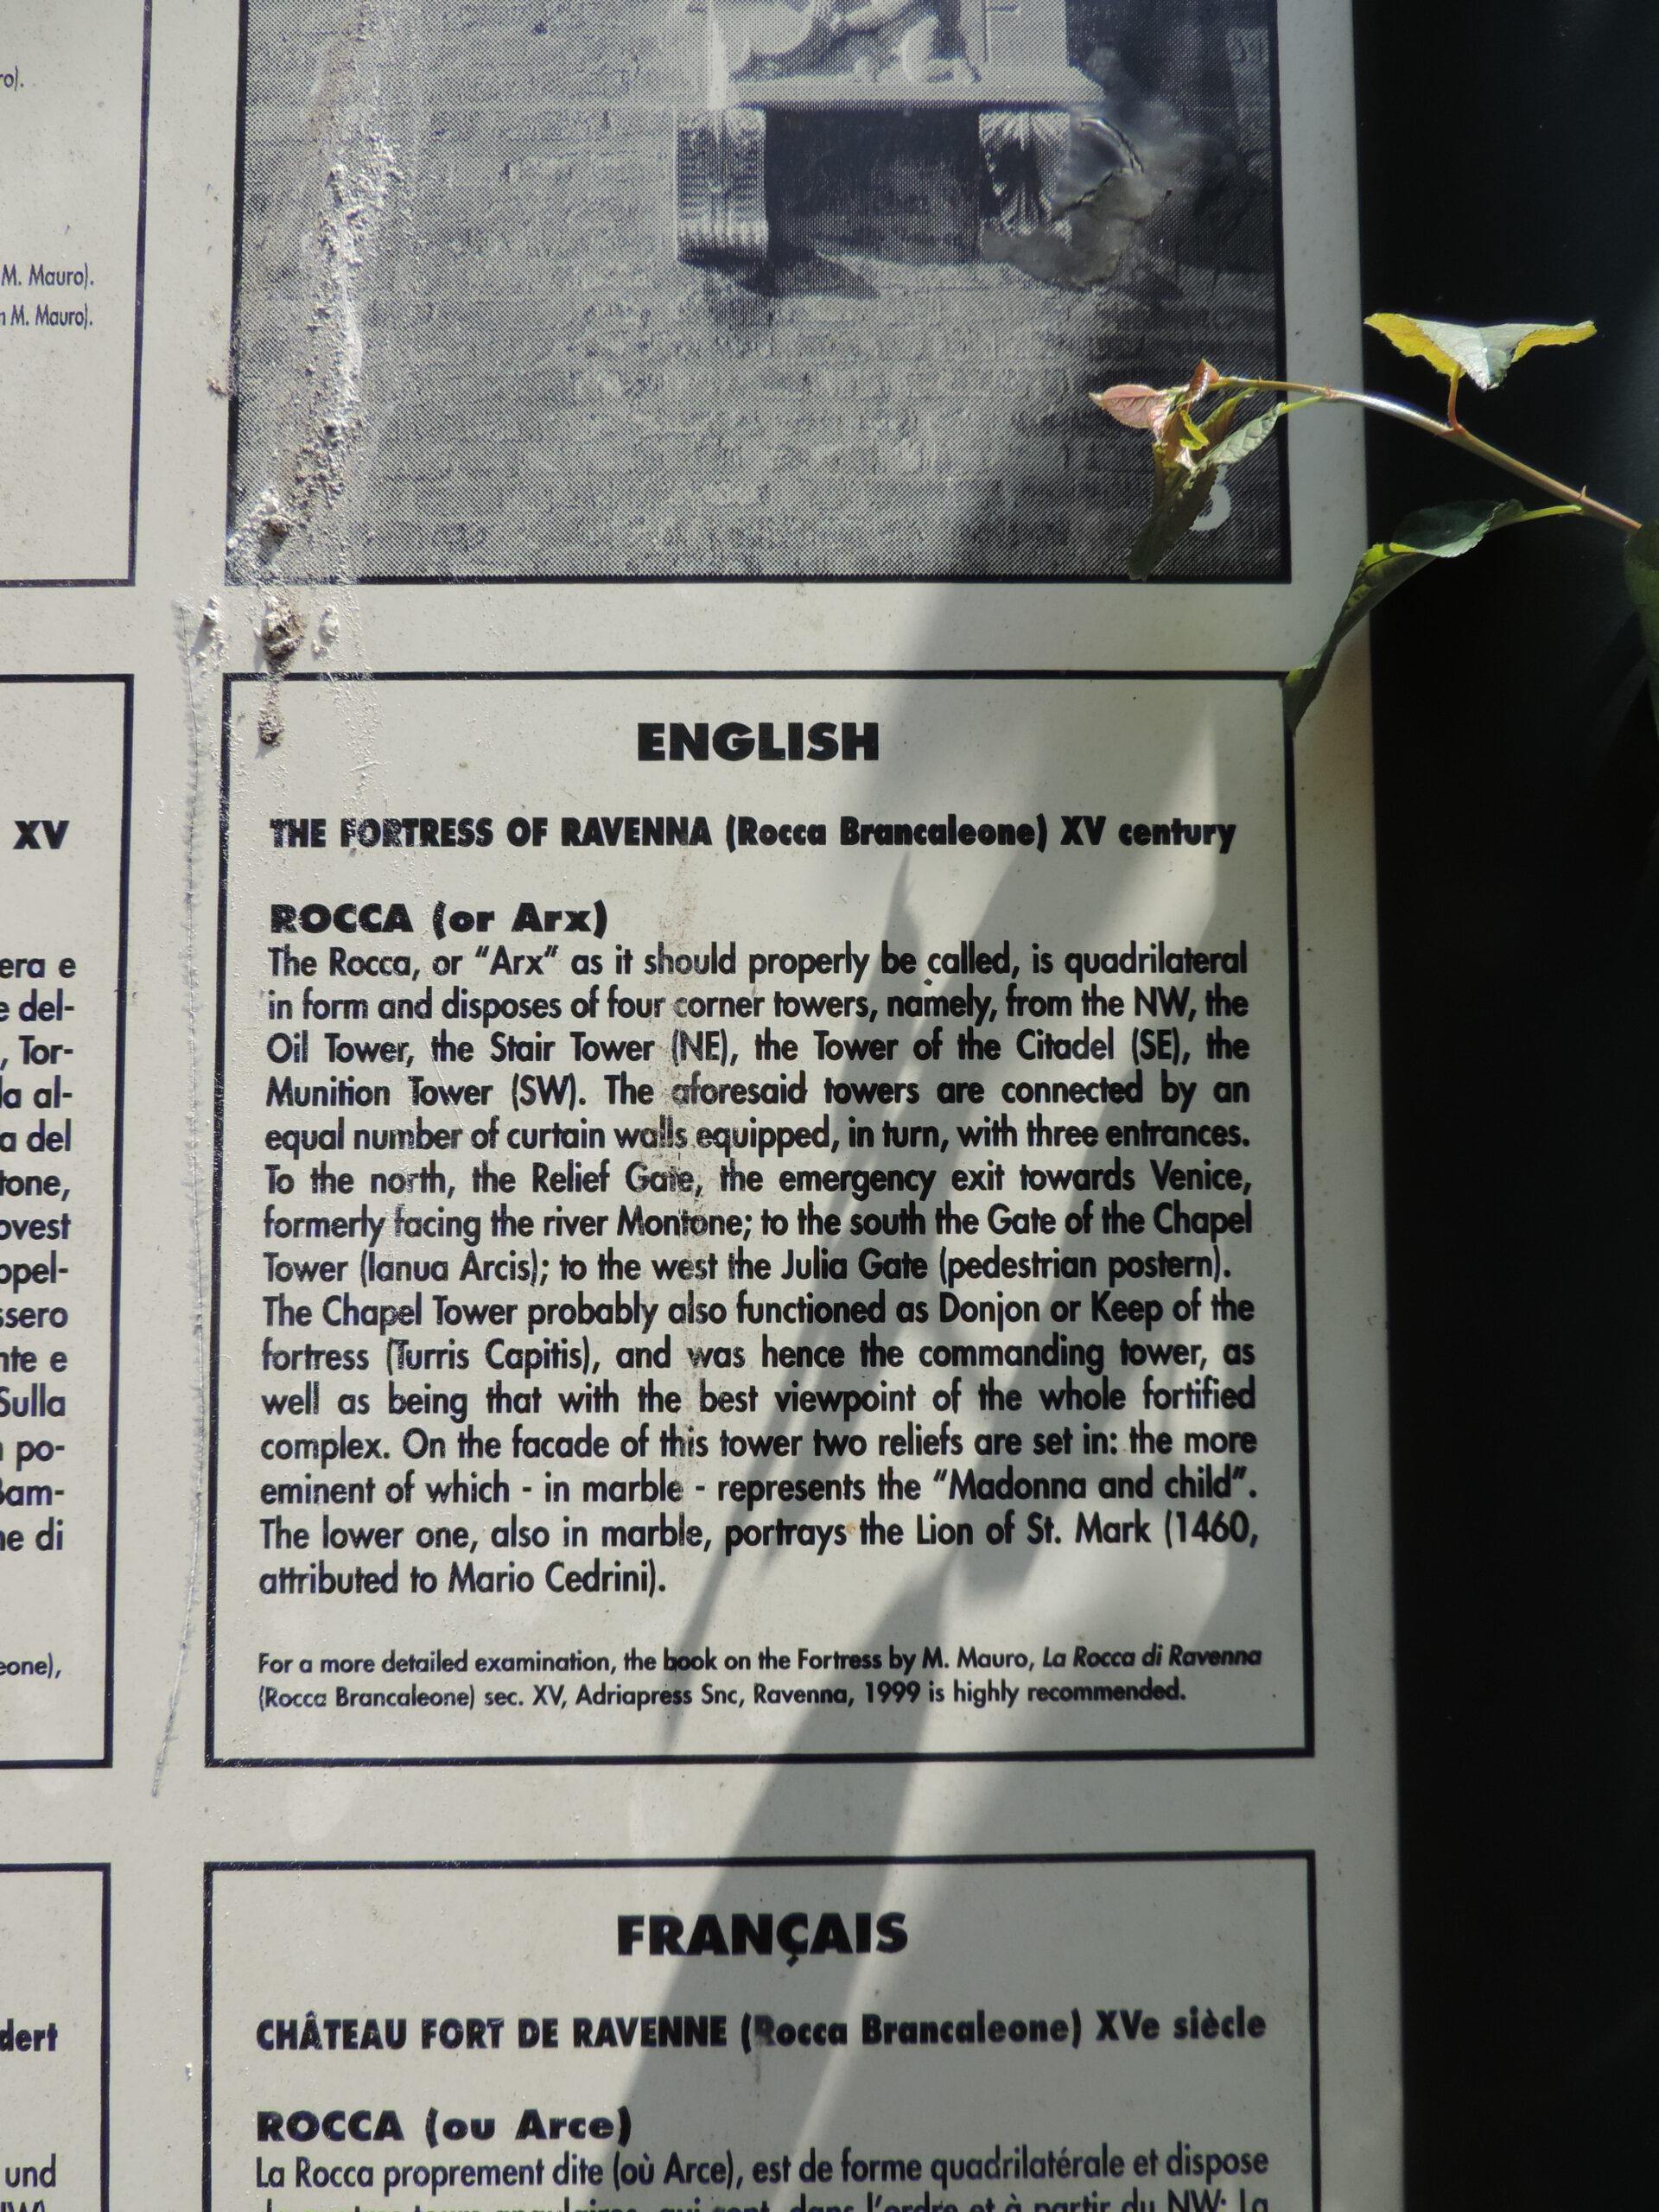 ro).
M. Mauro).
M. Mauro).
XV
era e
e del-
, Tor-
la al-
a del
tone,
ovest
ppel-
ssero
nte e
Sulla
po-
Bam-
ne di
eone),
dert
und
ENGLISH
THE FORTRESS OF RAVENNA (Rocca Brancaleone) XV century
ROCCA (or Arx)
The Rocca, or "Arx" as it should properly be called, is quadrilateral
in form and disposes of four corner towers, namely, from the NW, the
Oil Tower, the Stair Tower (NE), the Tower of the Citadel (SE), the
Munition Tower (SW). The aforesaid towers are connected by an
equal number of curtain walls equipped, in turn, with three entrances.
To the north, the Relief Gate, the emergency exit towards Venice,
formerly facing the river Montone; to the south the Gate of the Chapel
Tower (Ianua Arcis); to the west the Julia Gate (pedestrian postern).
The Chapel Tower probably also functioned as Donjon or Keep of the
fortress (Turris Capitis), and was hence the commanding tower, as
well as being that with the best viewpoint of the whole fortified
complex. On the facade of this tower two reliefs are set in: the more
eminent of which - in marble - represents the "Madonna and child".
The lower one, also in marble, portrays the Lion of St. Mark (1460,
attributed to Mario Cedrini).
For a more detailed examination, the book on the Fortress by M. Mauro, La Rocca di Ravenna
(Rocca Brancaleone) sec. XV, Adriapress Snc, Ravenna, 1999 is highly recommended.
FRANÇAIS
CHÂTEAU FORT DE RAVENNE (Rocca Brancaleone) XVe siècle
ROCCA (ou Arce)
La Rocca proprement dite (où Arce), est de forme quadrilatérale et dispose
qui sont, dans l'ordre et à partir du NW: La